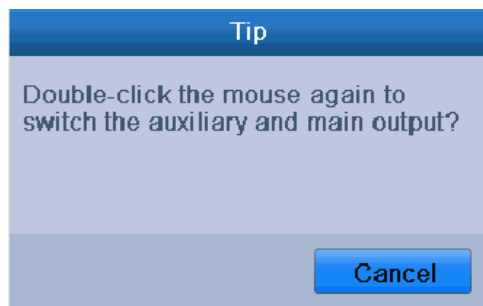 Tip
Double-click the mouse again to
switch the auxiliary and main output?
Cancel